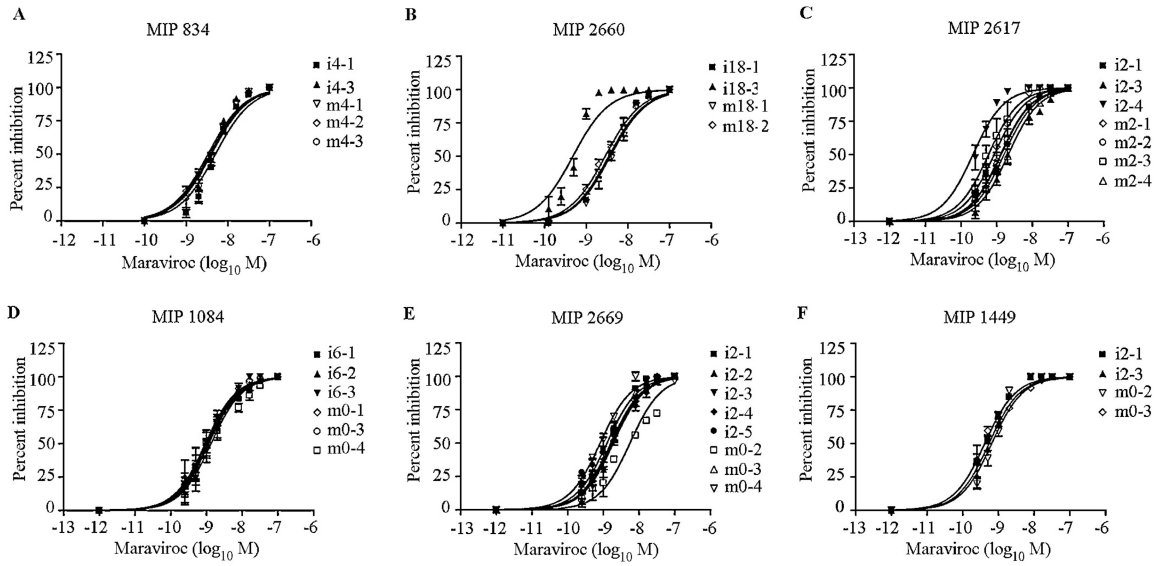 A
MIP 834
Percent inhibition
125
100
75
50
25
0
-12 -11 -10 -9 -8 -7 -6
Maraviroc (log10 M)
i4-1
i4-3
m4-1
m4-2
m4-3
B
MIP 2660
Percent inhibition
125
100
75
50
25
0
-12 -11 -10 -9 -8 -7 -6
Maraviroc (log10 M)
i18-1
i18-3
m18-1
m18-2
C
MIP 2617
Percent inhibition
125
100
75
50
25
0
-13 -12 -11 -10 -9 -8 -7 -6
Maraviroc (log10 M)
i2-1
i2-3
i2-4
m2-1
m2-2
m2-3
m2-4
D
MIP 1084
Percent inhibition
125
100
75
50
25
0
-13 -12 -11 -10 -9 -8 -7 -6
Maraviroc (log10 M)
i6-1
i6-2
i6-3
m0-1
m0-3
m0-4
E
MIP 2669
Percent inhibition
125
100
75
50
25
0
-13 -12 -11 -10 -9 -8 -7 -6
Maraviroc (log10 M)
i2-1
i2-2
i2-3
i2-4
i2-5
m0-2
m0-3
m0-4
F
MIP 1449
Percent inhibition
125
100
75
50
25
0
-13 -12 -11 -10 -9 -8 -7 -6
Maraviroc (log10 M)
i2-1
i2-3
m0-2
m0-3